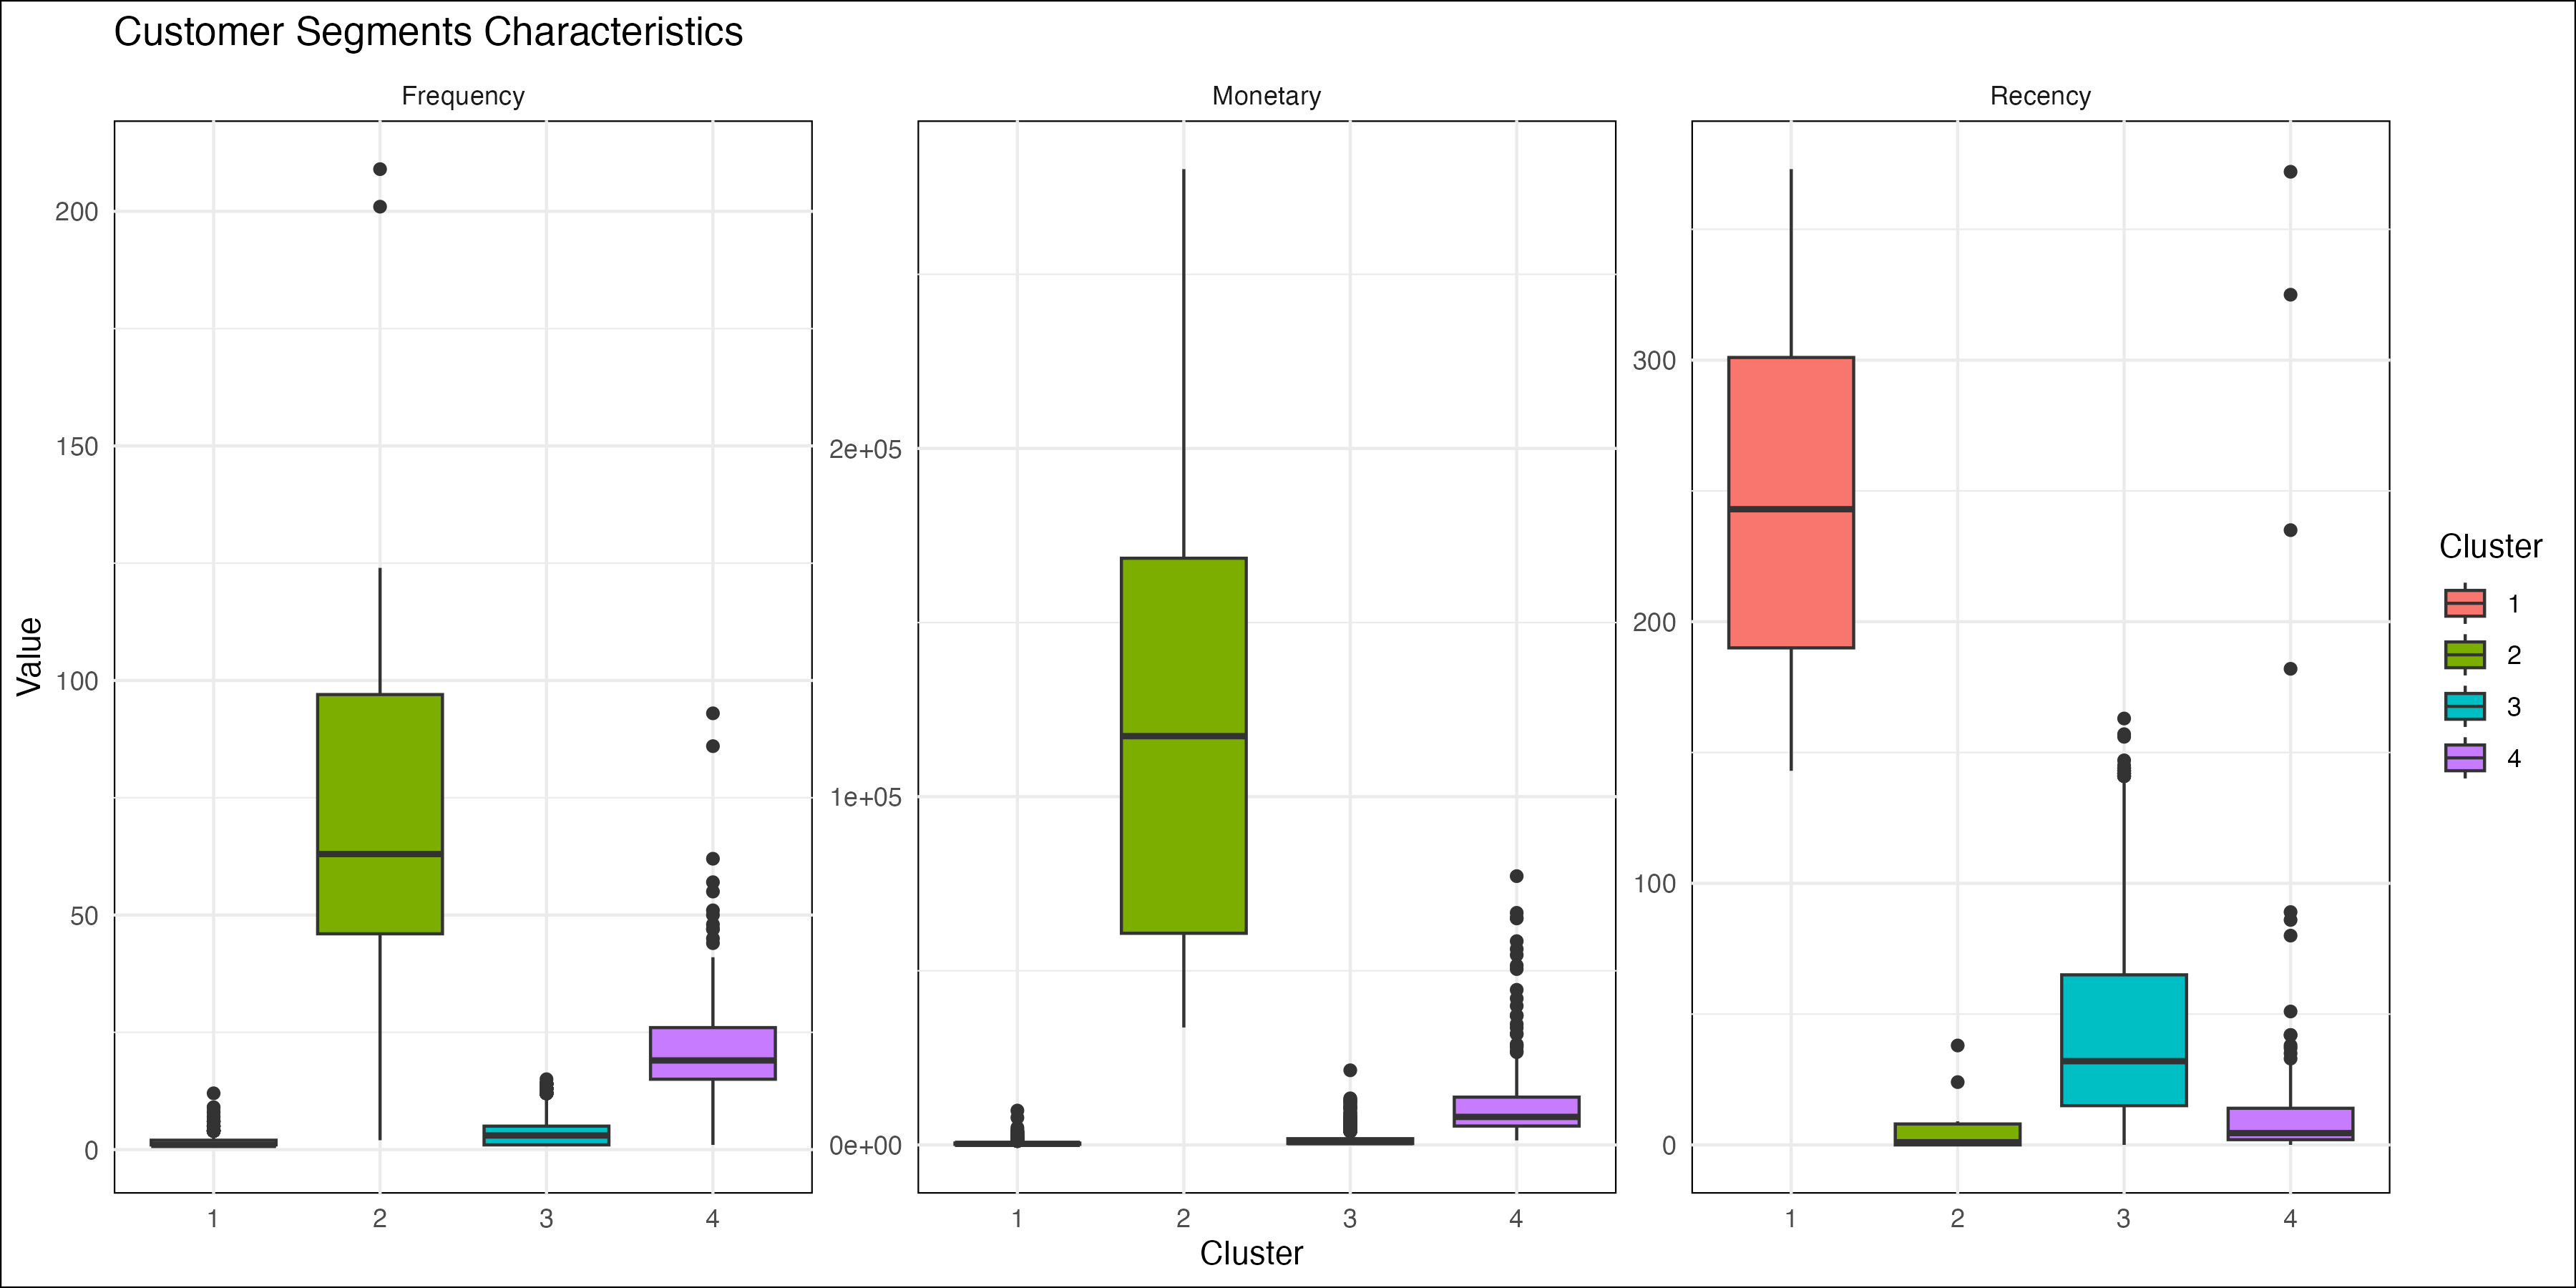 Customer Segments Characteristics
Frequency
Monetary
Recency
Value
200
150
100
50
0
2e+05
1e+05
0e+00
300
200
100
0
1 2 3 4
1 2 3 4
1 2 3 4
Cluster
Cluster
1
2
3
4